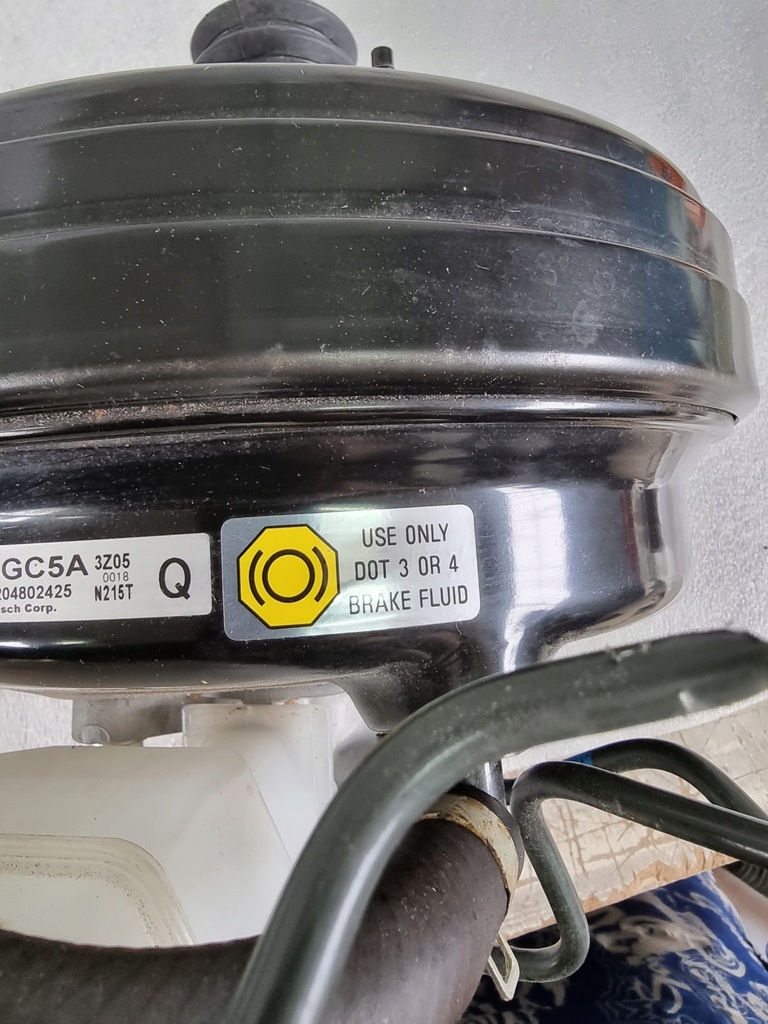 GC5A 3Z05
0018
204802425 N215T
sch Corp.
Q
USE ONLY
DOT 3 OR 4
BRAKE FLUID